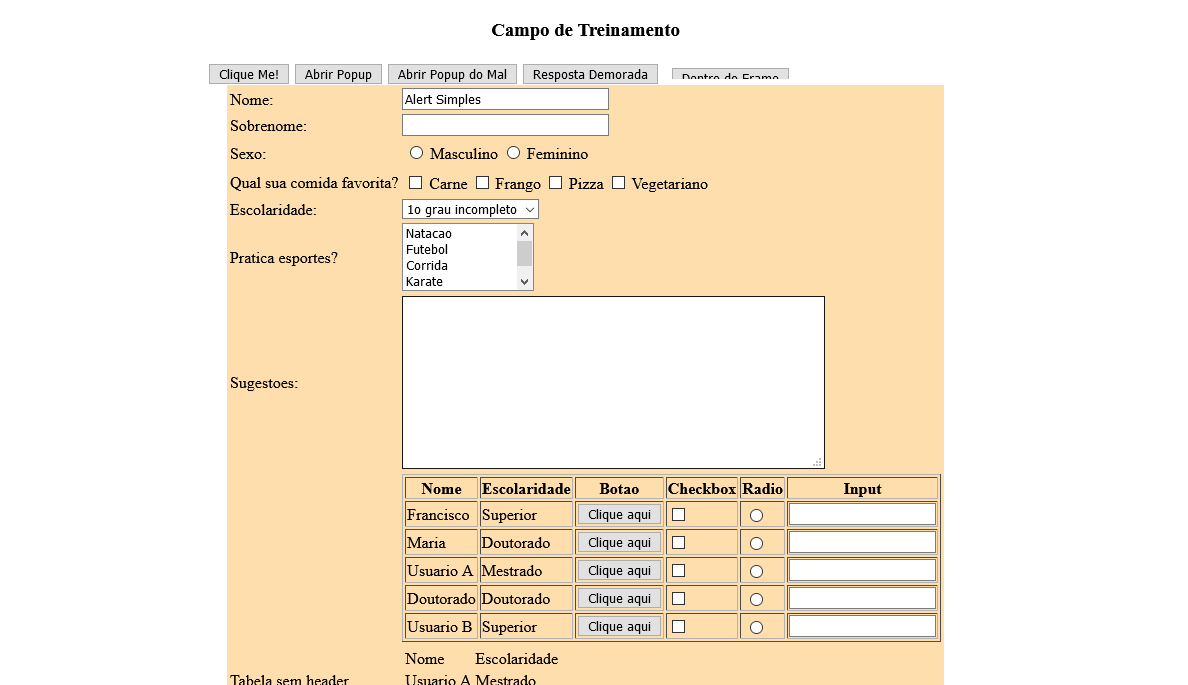 Campo de Treinamento
Clique Me! Abrir Popup Abrir Popup do Mal Resposta Demorada Dentro do Frame
Nome: Alert Simples
Sobrenome:
Sexo: Masculino Feminino
Qual sua comida favorita? Carne Frango Pizza Vegetariano
Escolaridade: 1o grau incompleto
Pratica esportes? Natacao
Futebol
Corrida
Karate
Sugestoes:
Nome Escolaridade Botao Checkbox Radio Input
Francisco Superior Clique aqui
Maria Doutorado Clique aqui
Usuario A Mestrado Clique aqui
Doutorado Doutorado Clique aqui
Usuario B Superior Clique aqui
Nome Escolaridade
Tabela sem header Usuario A Mestrado